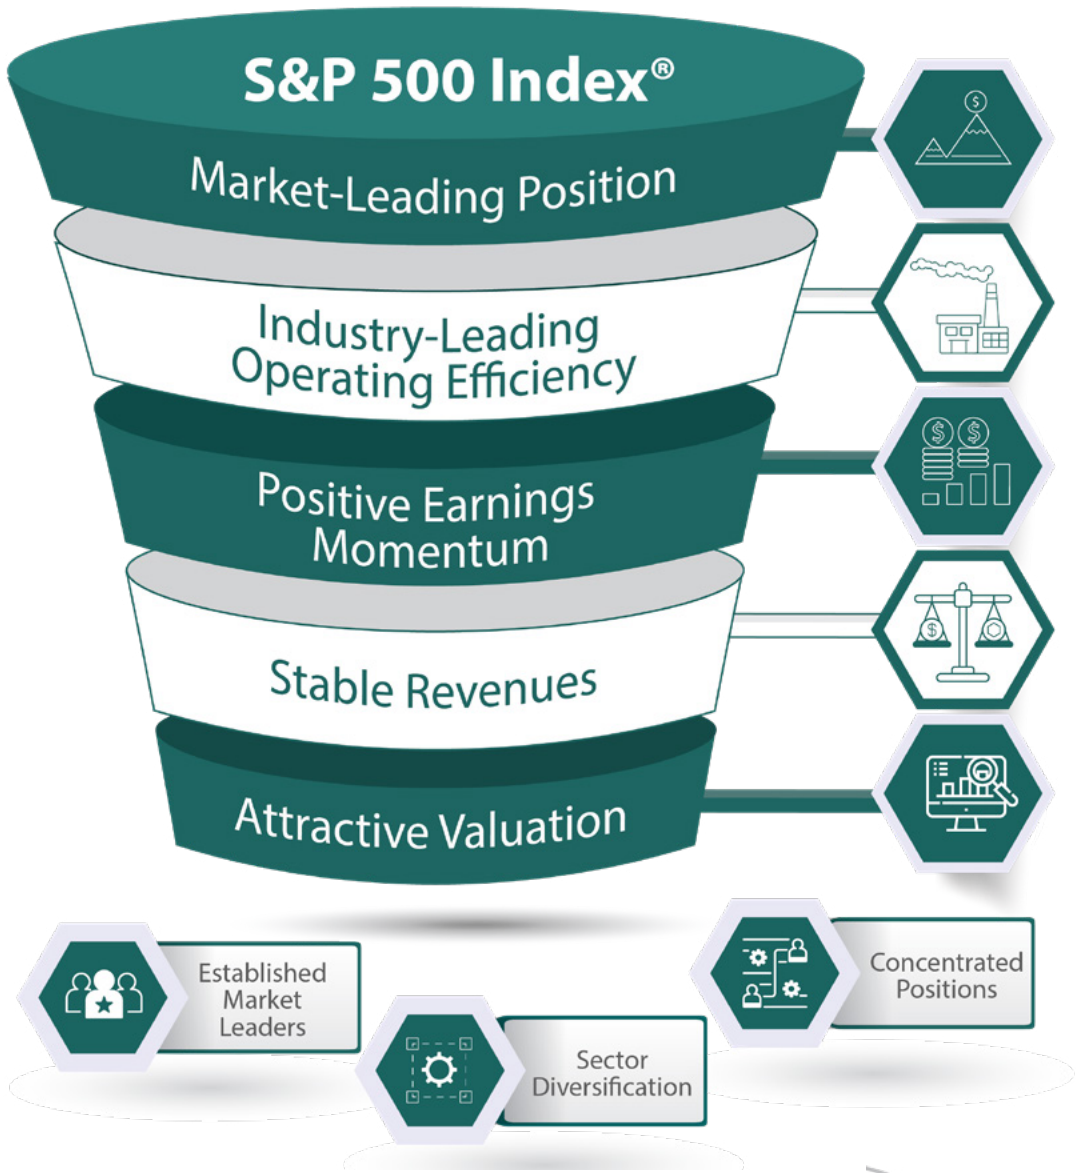 S&P 500 Index®
Market-Leading Position
Industry-Leading
Operating Efficiency
Positive Earnings
Momentum
Stable Revenues
Attractive Valuation
Established
Market
Leaders
Sector
Diversification
Concentrated
Positions